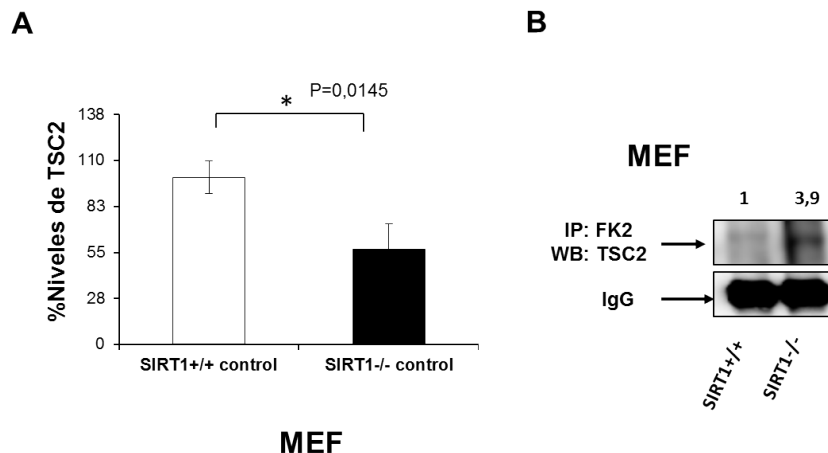 A
P=0,0145
*
138
110
83
55
28
0
%Niveles de TSC2
SIRT1+/+ control
SIRT1-/- control
MEF
B
MEF
1
3,9
IP: FK2
WB: TSC2
IgG
SIRT1+/+
SIRT1-/-